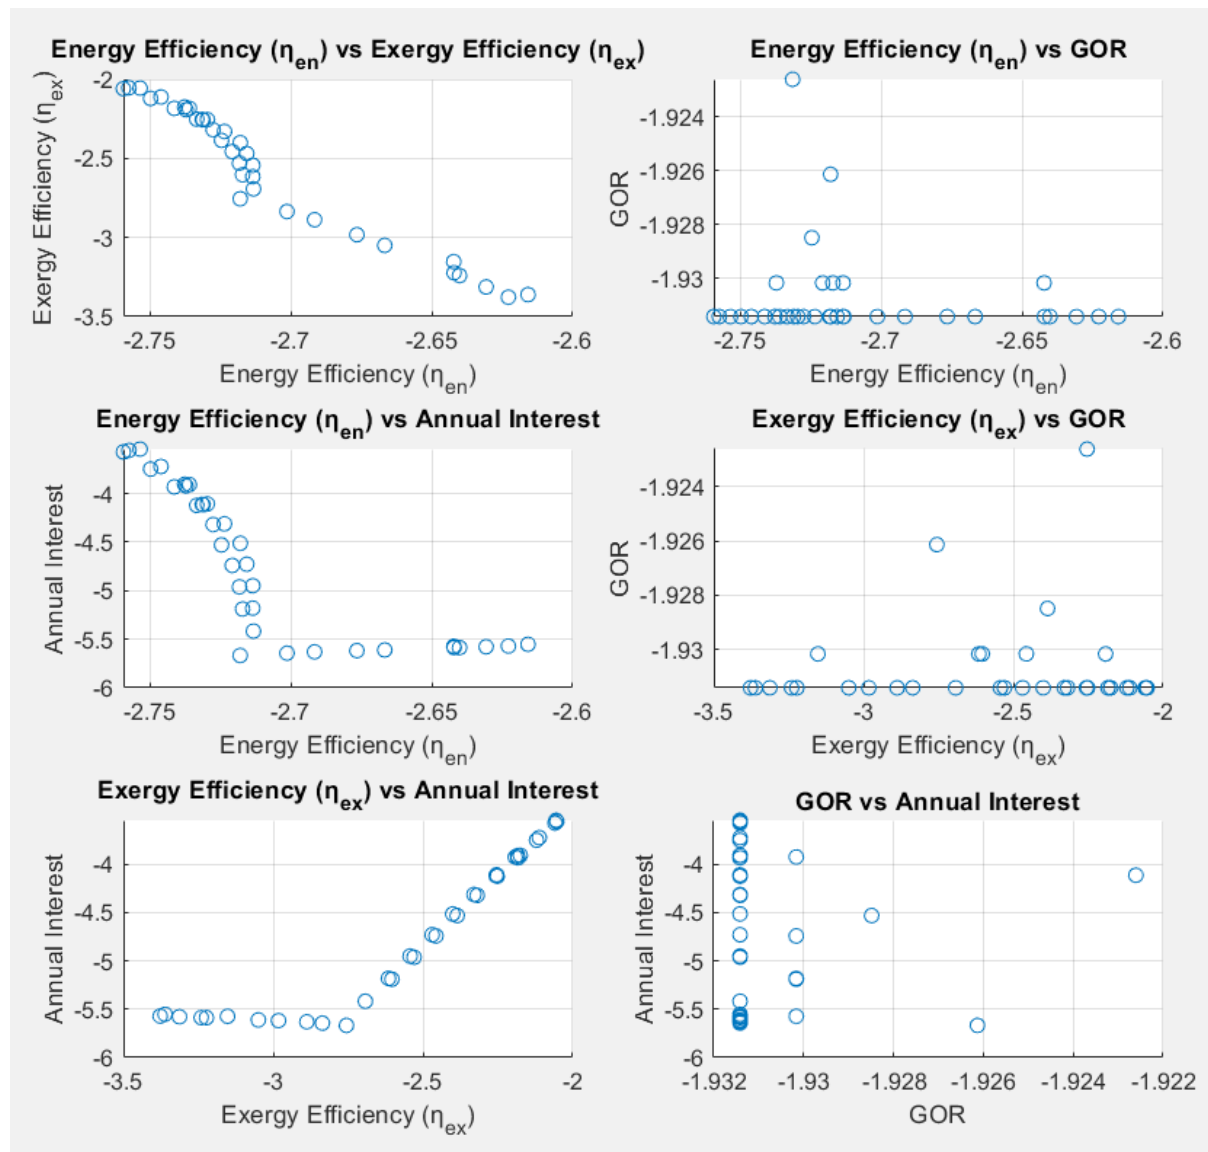 Energy Efficiency (ηen) vs Exergy Efficiency (ηex)
Exergy Efficiency (ηex)
-2
-2.5
-3
-3.5
-2.75 -2.7 -2.65 -2.6
Energy Efficiency (ηen)
Energy Efficiency (ηen) vs GOR
GOR
-1.924
-1.926
-1.928
-1.93
-2.75 -2.7 -2.65 -2.6
Energy Efficiency (ηen)
Energy Efficiency (ηen) vs Annual Interest
Annual Interest
-4
-4.5
-5
-5.5
-6
-2.75 -2.7 -2.65 -2.6
Energy Efficiency (ηen)
Exergy Efficiency (ηex) vs GOR
GOR
-1.924
-1.926
-1.928
-1.93
-3.5 -3 -2.5 -2
Exergy Efficiency (ηex)
Exergy Efficiency (ηex) vs Annual Interest
Annual Interest
-4
-4.5
-5
-5.5
-6
-3.5 -3 -2.5 -2
Exergy Efficiency (ηex)
GOR vs Annual Interest
Annual Interest
-4
-4.5
-5
-5.5
-6
-1.932 -1.93 -1.928 -1.926 -1.924 -1.922
GOR